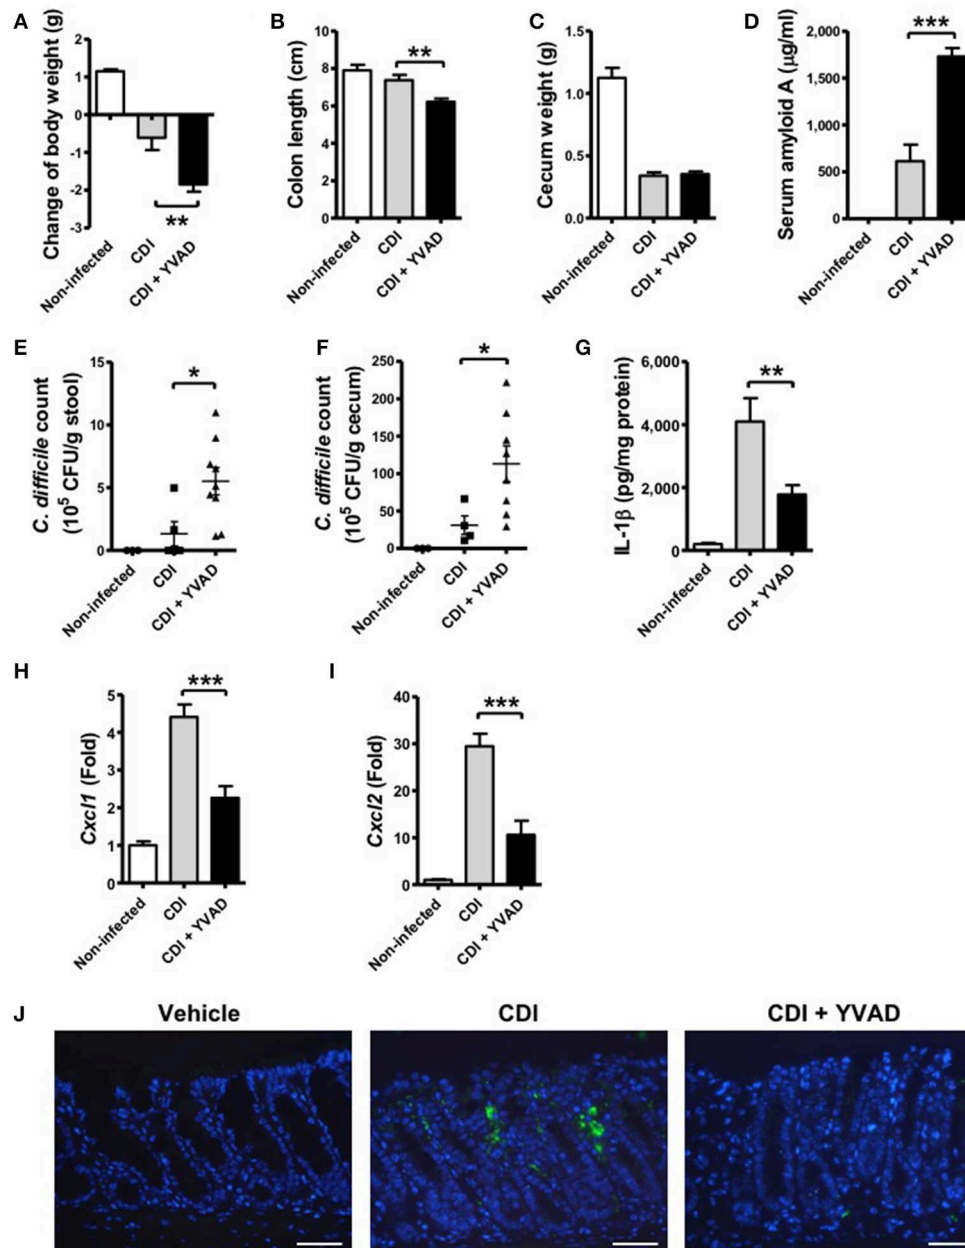 A
Change of body weight (g)
2
1
0
-1
-2
-3
**
Non-infected
CDI
CDI + YVAD
B
Colon length (cm)
10
8
6
4
2
0
**
Non-infected
CDI
CDI + YVAD
C
Cecum weight (g)
1.5
1.0
0.5
0.0
Non-infected
CDI
CDI + YVAD
D
Serum amyloid A (μg/ml)
2,000
1,500
1,000
500
0
***
Non-infected
CDI
CDI + YVAD
E
C. difficile count
(10⁵ CFU/g stool)
15
10
5
0
*
Non-infected
CDI
CDI + YVAD
F
C. difficile count
(10⁵ CFU/g cecum)
250
200
150
100
50
0
*
Non-infected
CDI
CDI + YVAD
G
IL-1β (pg/mg protein)
6,000
4,000
2,000
0
**
Non-infected
CDI
CDI + YVAD
H
Cxcl1 (Fold)
5
4
3
2
1
0
***
Non-infected
CDI
CDI + YVAD
I
Cxcl2 (Fold)
40
30
20
10
0
***
Non-infected
CDI
CDI + YVAD
J
Vehicle
CDI
CDI + YVAD